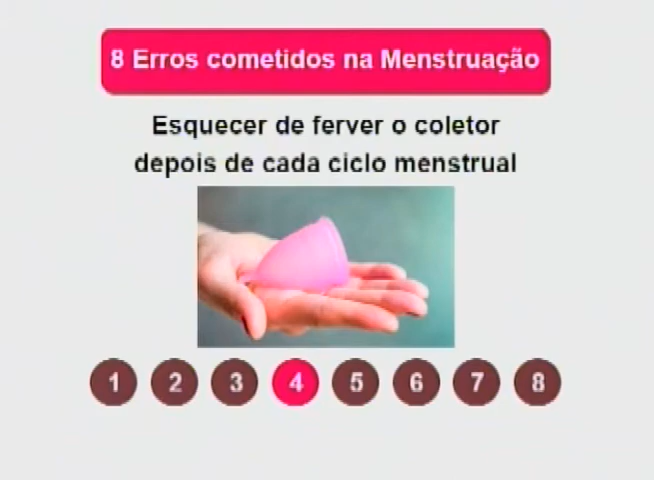 8 Erros cometidos na Menstruação
Esquecer de ferver o coletor
depois de cada ciclo menstrual
1 2 3 4 5 6 7 8